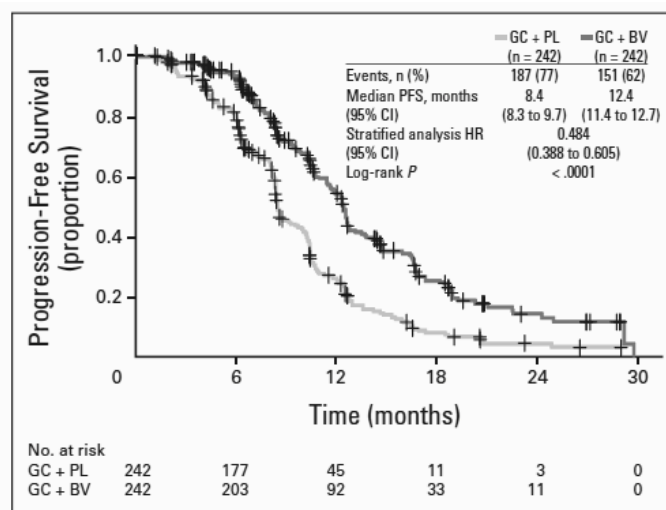 GC + PL GC + BV
(n = 242) (n = 242)
Events, n (%) 187 (77) 151 (62)
Median PFS, months 8.4 12.4
(95% CI) (8.3 to 9.7) (11.4 to 12.7)
Stratified analysis HR 0.484
(95% CI) (0.388 to 0.605)
Log-rank P < .0001
Progression-Free Survival
(proportion)
1.0
0.8
0.6
0.4
0.2
0 6 12 18 24 30
Time (months)
No. at risk
GC + PL 242 177 45 11 3 0
GC + BV 242 203 92 33 11 0